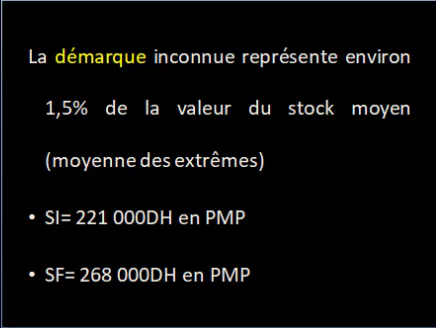 La démarque inconnue représente environ
1,5% de la valeur du stock moyen
(moyenne des extrêmes)
• SI= 221 000DH en PMP
• SF= 268 000DH en PMP